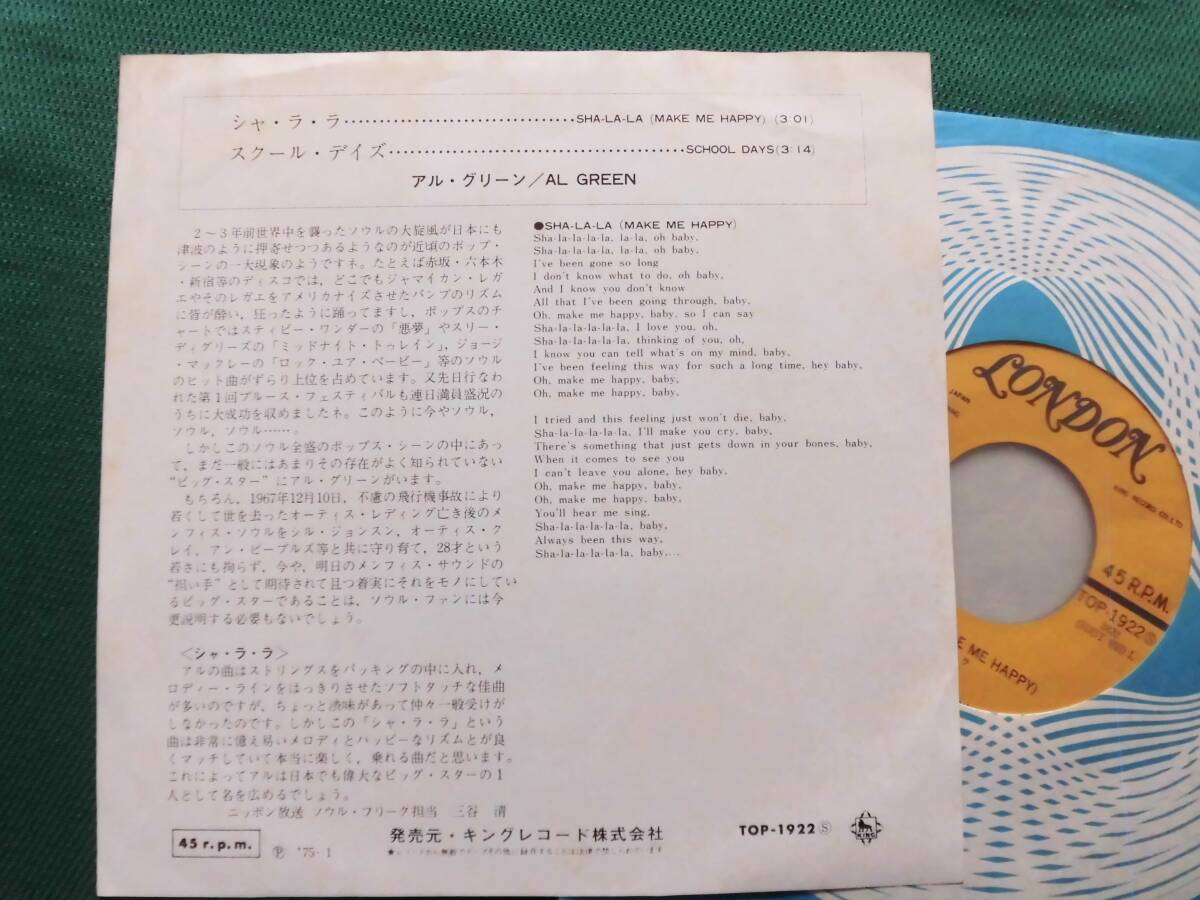 シャ・ラ・ラ……………………………SHA-LA-LA (MAKE ME HAPPY) (3:01)
スクール・デイズ……………………………………SCHOOL DAYS(3:14)
アル・グリーン/AL GREEN
2〜3年前世界中を襲ったソウルの大旋風が日本にも
津波のように押寄せつつあるようなのが近頃のポップ・
シーンの一大現象のようですネ。たとえば赤坂・六本木
・新宿等のディスコでは,どこでもジャマイカン・レガ
エやそのレガエをアメリカナイズさせたバンプのリズム
に皆が酔い,狂ったように踊ってますし,ポップスのチ
ャートではスティビー・ワンダーの「悪夢」やスリー・
ディグリーズの「ミッドナイト・トゥレイン」,ジョージ
・マックレーの「ロック・ユア・ベービー」等のソウル
のヒット曲がずらり上位を占めています。又先日行なわ
れた第1回ブルース・フェスティバルも連日満員盛況の
うちに大成功を収めましたネ。このように今やソウル,
ソウル,ソウル……。
しかしこのソウル全盛のポップス・シーンの中にあっ
て,まだ一般にはあまりその存在がよく知られていない
“ビッグ・スター”にアル・グリーンがいます。
もちろん,1967年12月10日,不慮の飛行機事故により
若くして世を去ったオーティス・レディング亡き後のメ
ンフィス・ソウルをシル・ジョンスン,オーティス・ク
レイ,アン・ピーブルズ等と共に守り育て,28才という
若さにも拘らず,今や,明日のメンフィス・サウンドの
“担い手”として期待されて且つ着実にそれをモノにしてい
るビッグ・スターであることは,ソウル・ファンには今
更説明する必要もないでしょう。
<シャ・ラ・ラ>
アルの曲はストリングスをバッキングの中に入れ,メ
ロディー・ラインをはっきりさせたソフトタッチな佳曲
が多いのですが,ちょっと渋味があって仲々一般受けが
しなかったのです。しかしこの「シャ・ラ・ラ」という
曲は非常に憶え易いメロディとハッピーなリズムとが良
くマッチしていて本当に楽しく,乗れる曲だと思います。
これによってアルは日本でも偉大なビッグ・スターの1
人として名を広めるでしょう。
ニッポン放送 ソウル・フリーク担当 三谷 清
●SHA-LA-LA (MAKE ME HAPPY)
Sha-la-la-la-la, la-la, oh baby,
Sha-la-la-la-la, la-la, oh baby,
I've been gone so long
I don't know what to do, oh baby,
And I know you don't know
All that I've been going through, baby,
Oh, make me happy, baby, so I can say
Sha-la-la-la-la-la, I love you, oh,
Sha-la-la-la-la-la, thinking of you, oh,
I know you can tell what's on my mind, baby,
I've been feeling this way for such a long time, hey baby,
Oh, make me happy, baby,
Oh, make me happy, baby,
I tried and this feeling just won't die, baby,
Sha-la-la-la-la-la, I'll make you cry, baby,
There's something that just gets down in your bones, baby,
When it comes to see you
I can't leave you alone, hey baby,
Oh, make me happy, baby,
Oh, make me happy, baby,
You'll hear me sing,
Sha-la-la-la-la-la, baby,
Always been this way,
Sha-la-la-la-la-la, baby....
45 r.p.m.
Ⓟ '75・1
発売元・キングレコード株式会社
TOP-1922 Ⓢ
KING
★レコードから無断でテープその他に録音することは法律で禁じられています
LONDON
KING RECORD CO.,LTD
45 R.P.M.
TOP-1922 Ⓢ
E ME HAPPY)